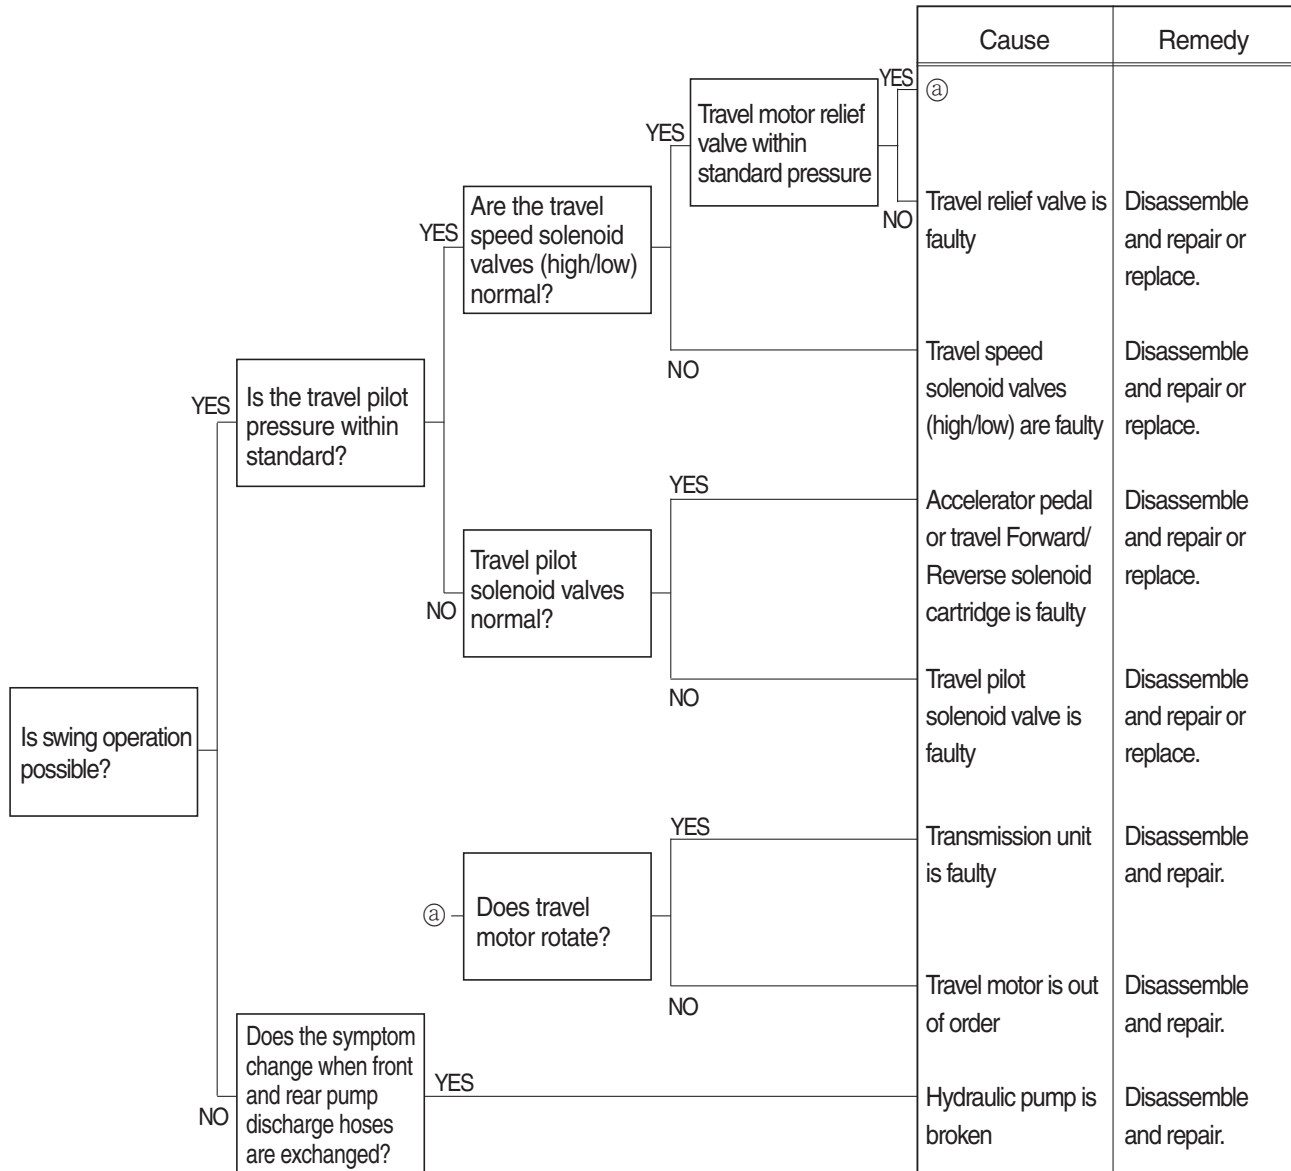 Cause
Remedy
YES
ⓐ
Travel motor relief
valve within
standard pressure
YES
NO
Travel relief valve is
faulty
Disassemble
and repair or
replace.
Are the travel
speed solenoid
valves (high/low)
normal?
YES
NO
Travel speed
solenoid valves
(high/low) are faulty
Disassemble
and repair or
replace.
Is the travel pilot
pressure within
standard?
YES
YES
Accelerator pedal
or travel Forward/
Reverse solenoid
cartridge is faulty
Disassemble
and repair or
replace.
Travel pilot
solenoid valves
normal?
NO
NO
Travel pilot
solenoid valve is
faulty
Disassemble
and repair or
replace.
Is swing operation
possible?
YES
Transmission unit
is faulty
Disassemble
and repair.
ⓐ
Does travel
motor rotate?
NO
Travel motor is out
of order
Disassemble
and repair.
Does the symptom
change when front
and rear pump
discharge hoses
are exchanged?
NO
YES
Hydraulic pump is
broken
Disassemble
and repair.